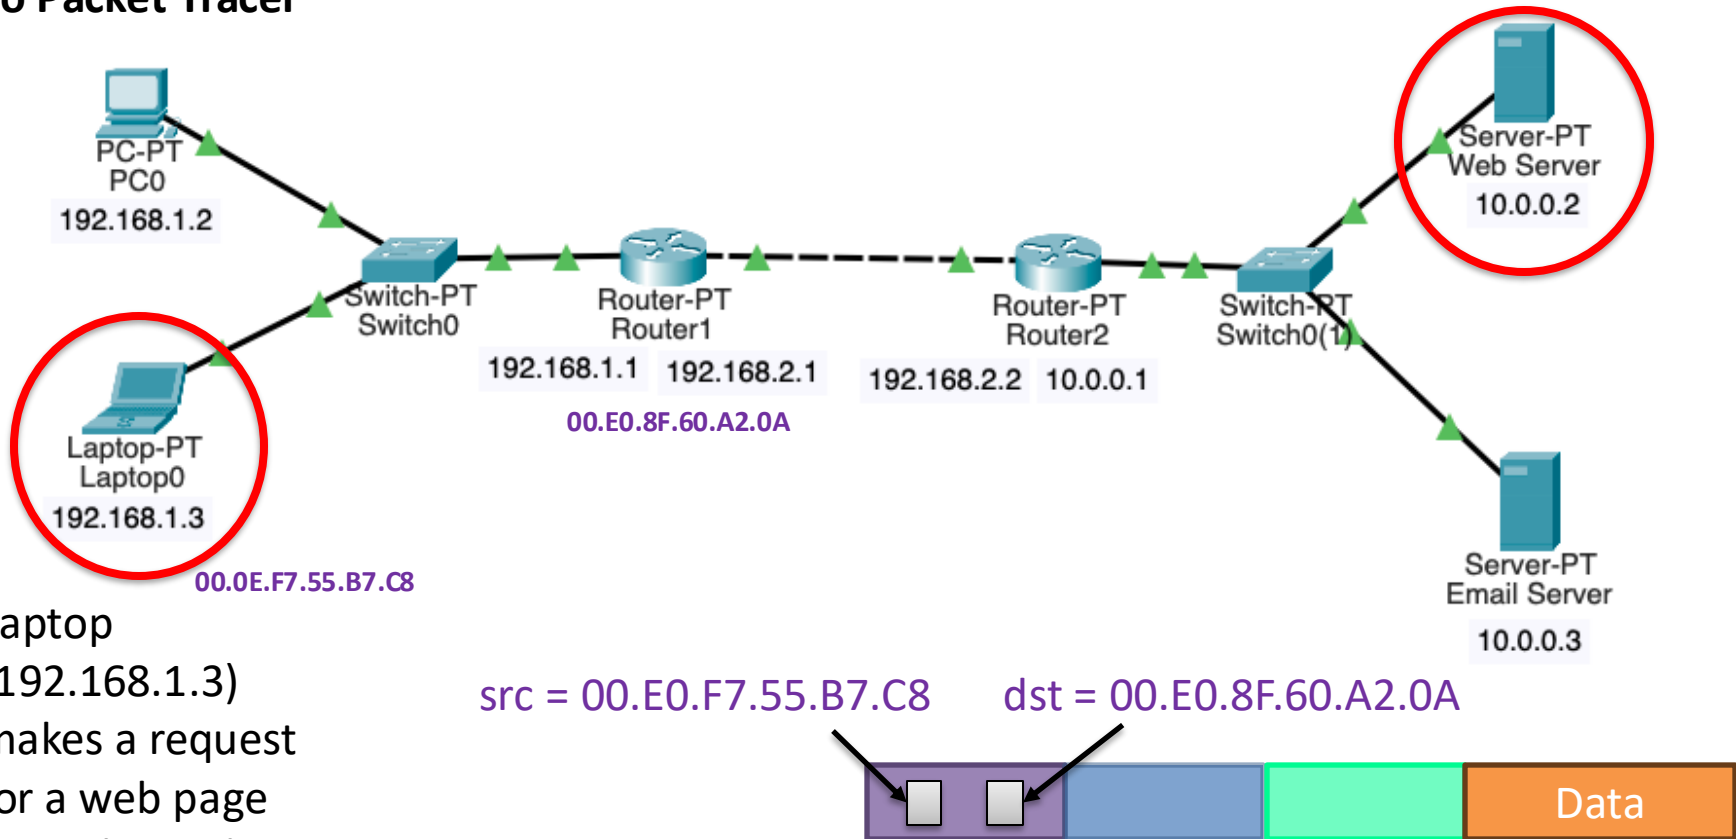 Packet Tracer
PC-PT
PC0
192.168.1.2
Laptop-PT
Laptop0
192.168.1.3
00.0E.F7.55.B7.C8
Switch-PT
Switch0
Router-PT
Router1
192.168.1.1
192.168.2.1
00.E0.8F.60.A2.0A
Router-PT
Router2
192.168.2.2
10.0.0.1
Switch-PT
Switch0(1)
Server-PT
Web Server
10.0.0.2
Server-PT
Email Server
10.0.0.3
aptop
192.168.1.3)
makes a request
or a web page
src = 00.E0.F7.55.B7.C8
dst = 00.E0.8F.60.A2.0A
Data